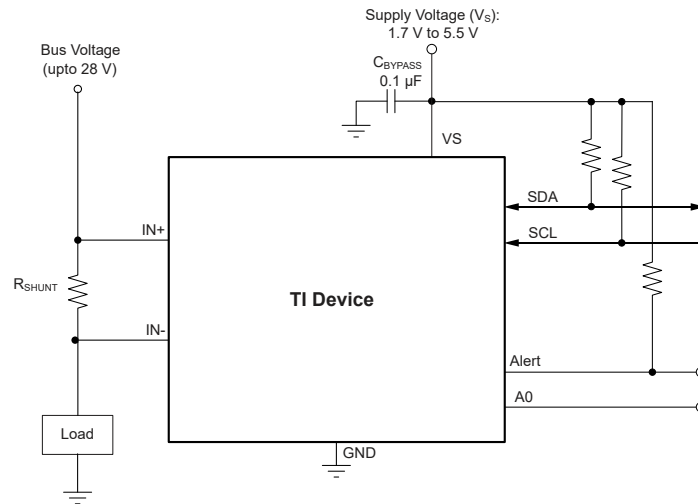 Supply Voltage (VS):
1.7 V to 5.5 V
Bus Voltage
(upto 28 V)
CBYPASS
0.1 µF
VS
SDA
IN+
SCL
RSHUNT
TI Device
IN-
Alert
A0
Load
GND